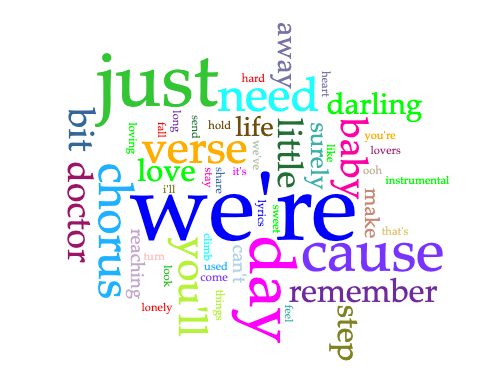 away
heart
hard
just
need
darling
bit
long
send
hold
life
little
surely
like
baby
you're
loving
fall
verse
we've
lovers
doctor
chorus
love
stay
share
it's
ooh
instrumental
i'll
we're
lyrics
sweet
make
that's
reaching
turn
you'll
climb
can't
day
cause
look
used
come
remember
lonely
things
feel
step